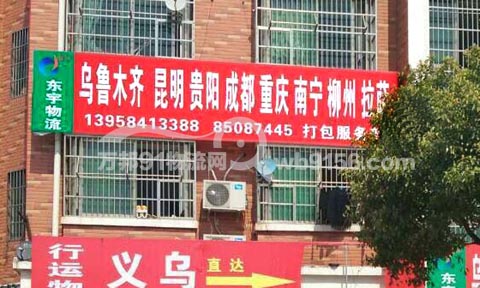 东宇物流
乌鲁木齐 昆明 贵阳 成都 重庆 南宁 柳州 拉
13958413388 85087445 打包服务
行运物
义乌
直达